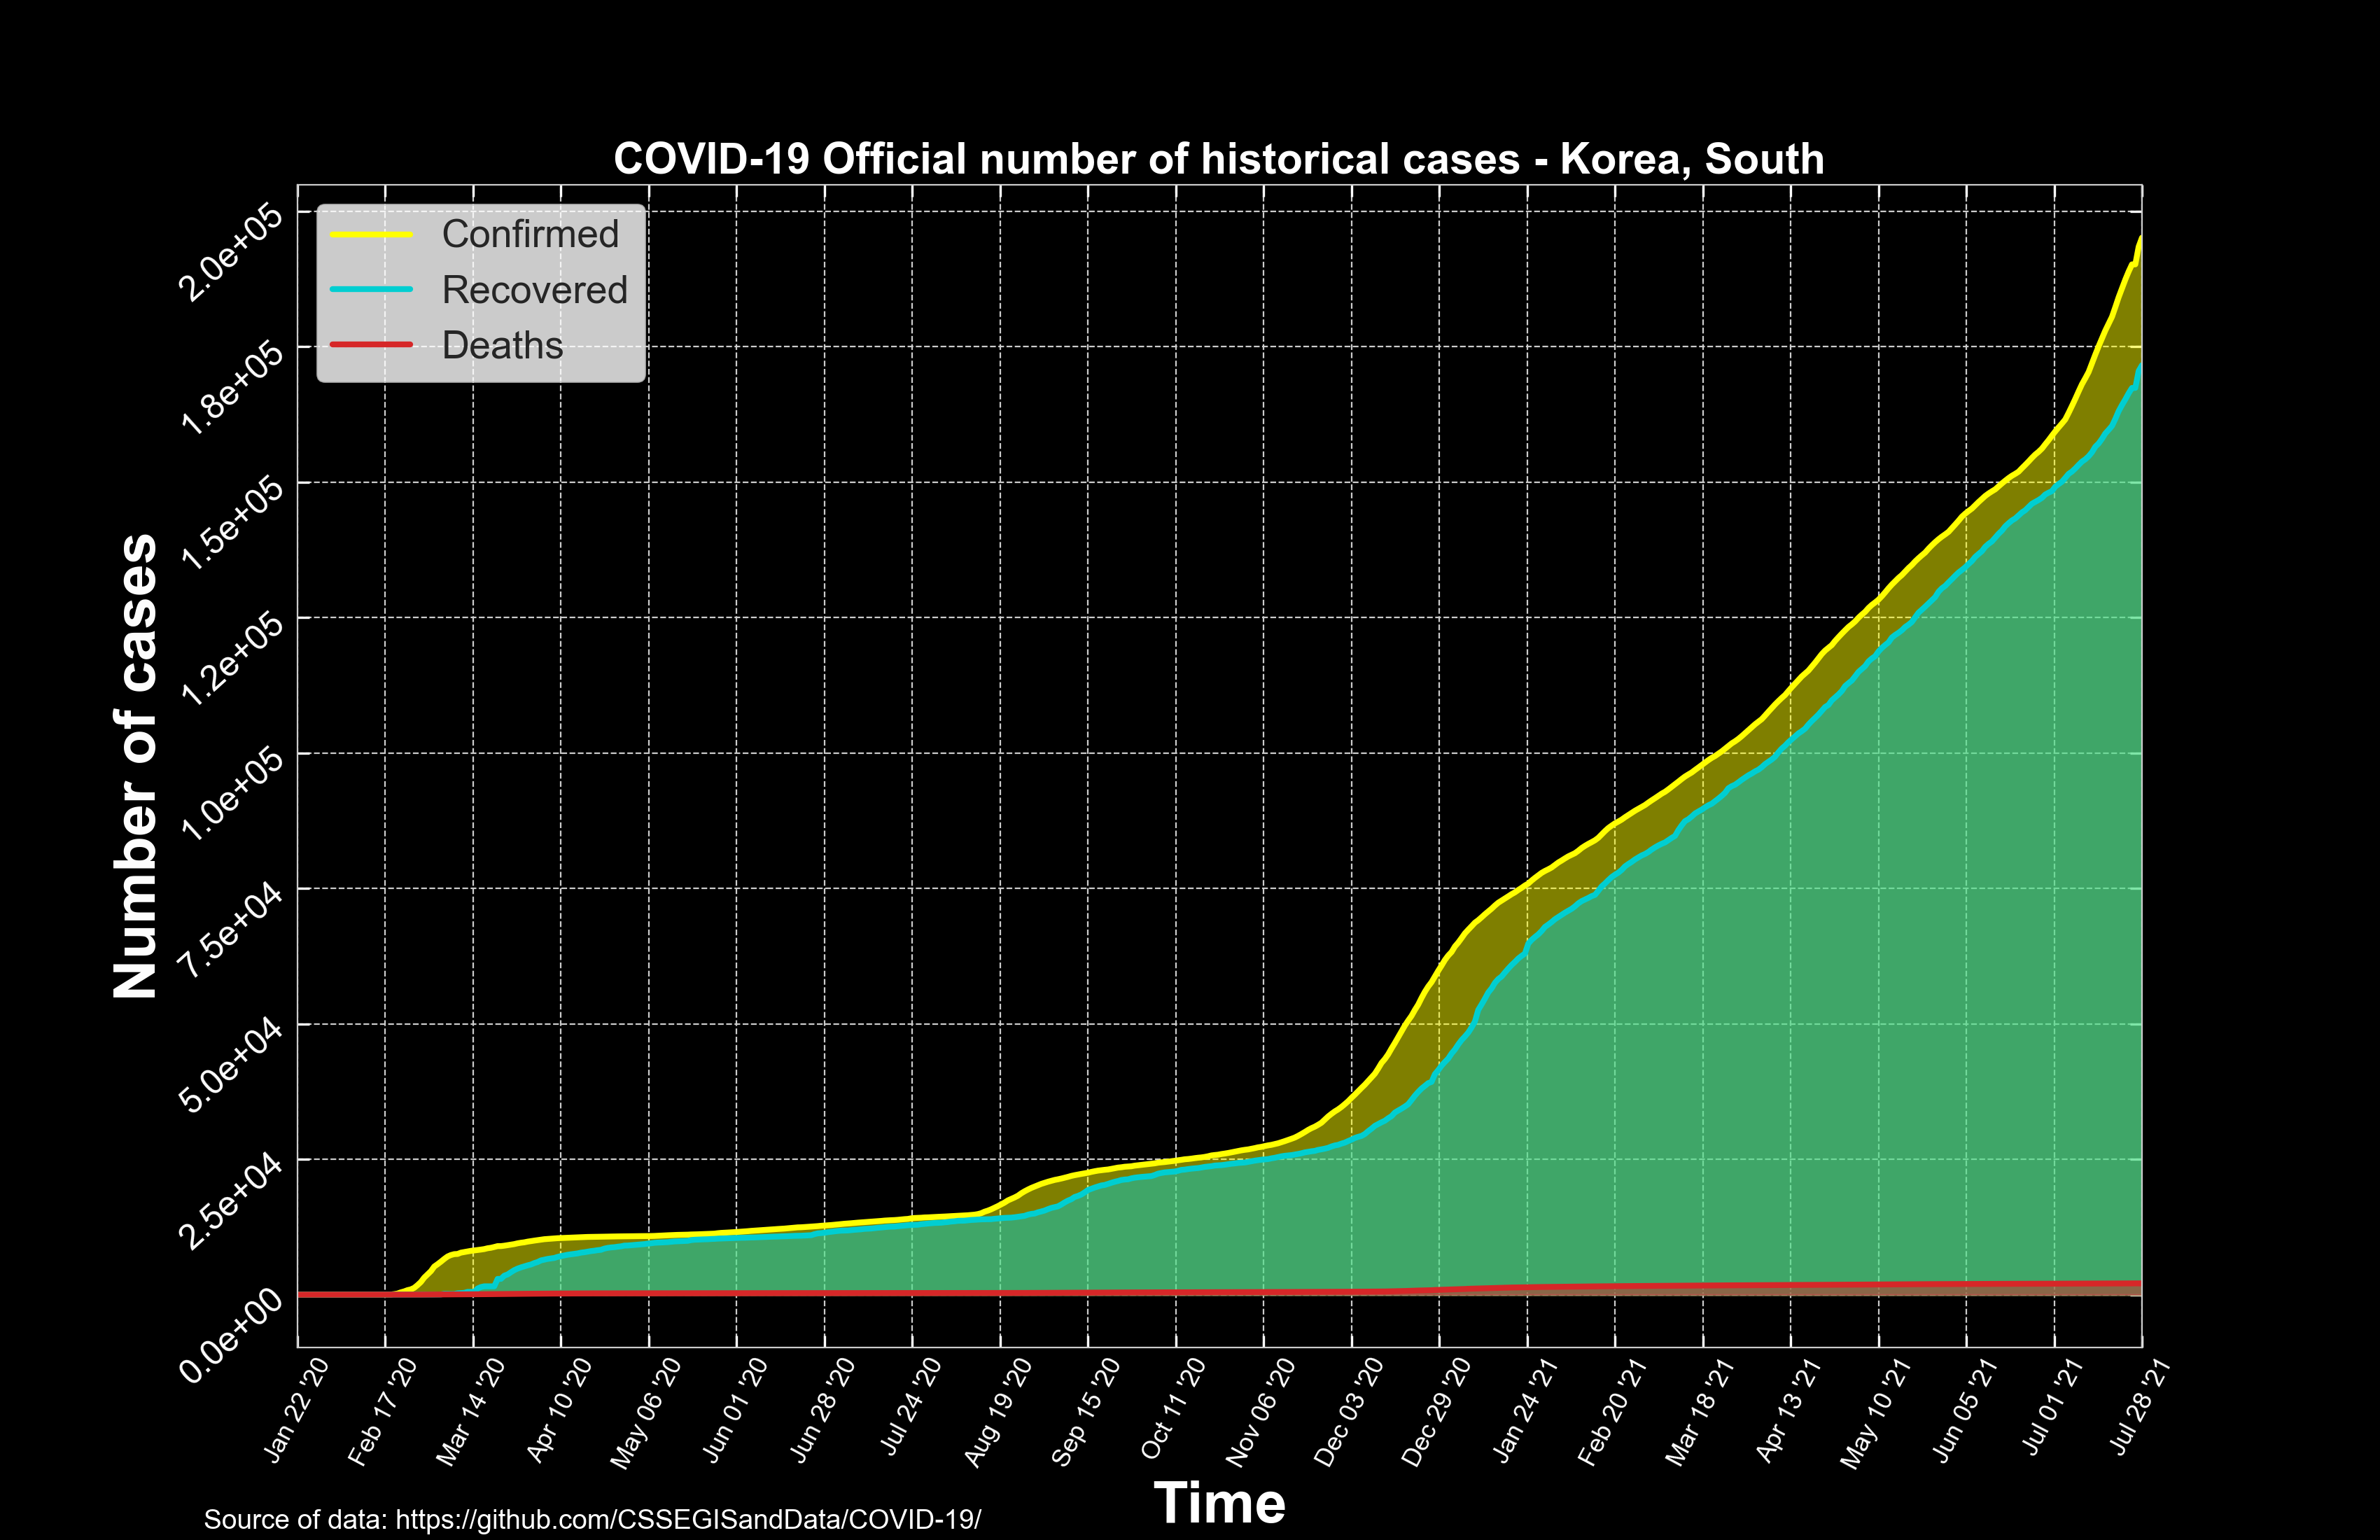 COVID-19 Official number of historical cases - Korea, South
Confirmed
Recovered
Deaths
Number of cases
2.0e+05
1.8e+05
1.5e+05
1.2e+05
1.0e+05
7.5e+04
5.0e+04
2.5e+04
0.0e+00
Jan 22 '20
Feb 17 '20
Mar 14 '20
Apr 10 '20
May 06 '20
Jun 01 '20
Jun 28 '20
Jul 24 '20
Aug 19 '20
Sep 15 '20
Oct 11 '20
Nov 06 '20
Dec 03 '20
Dec 29 '20
Jan 24 '21
Feb 20 '21
Mar 18 '21
Apr 13 '21
May 10 '21
Jun 05 '21
Jul 01 '21
Jul 28 '21
Time
Source of data: https://github.com/CSSEGISandData/COVID-19/